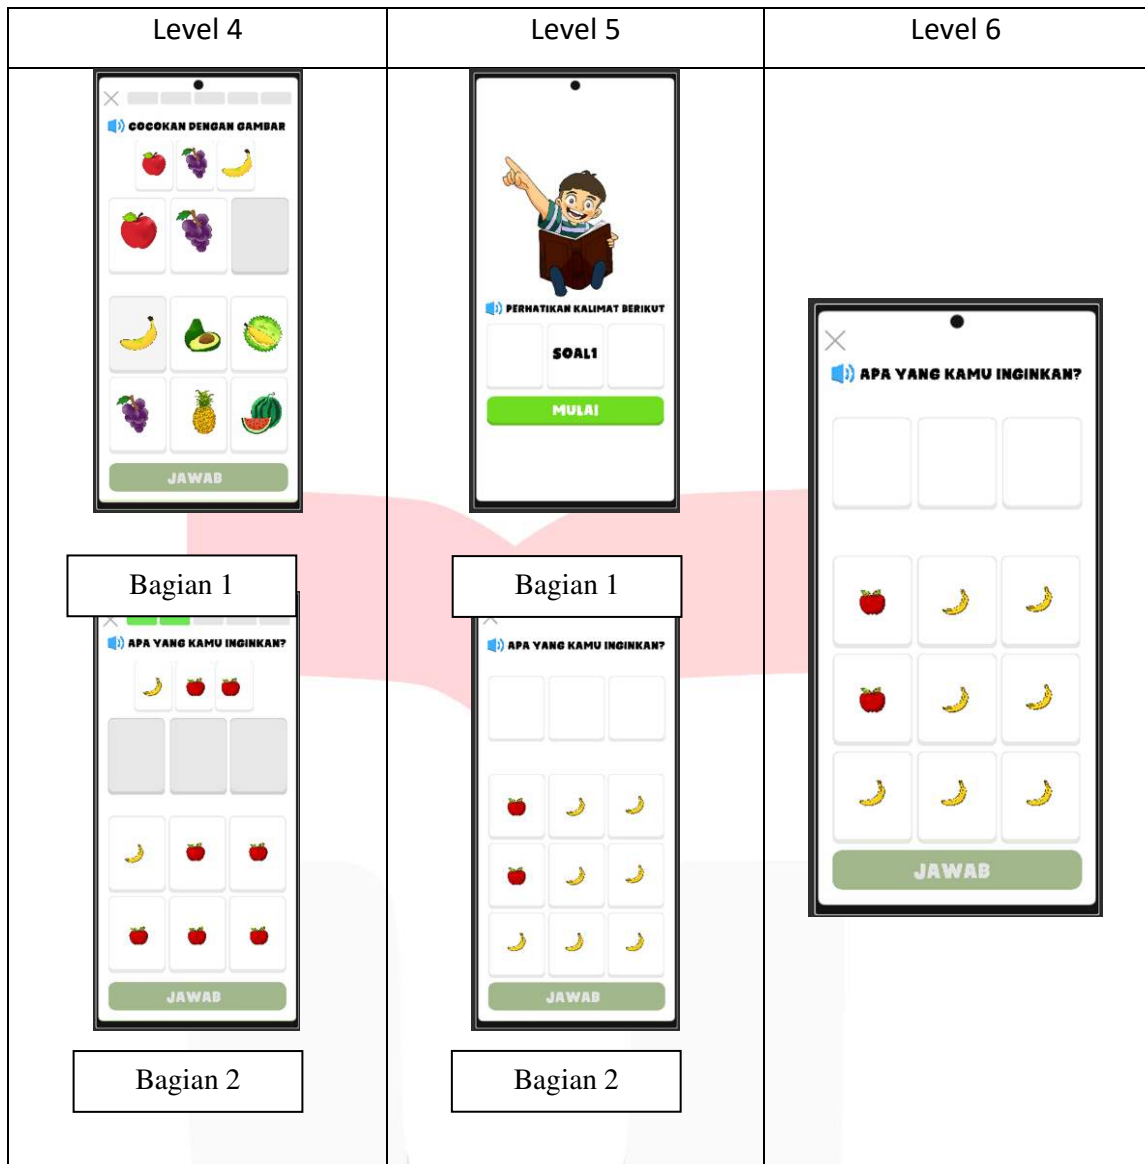 Level 4
Level 5
Level 6
COCOKAN DENGAN GAMBAR
JAWAB
Bagian 1
APA YANG KAMU INGINKAN?
JAWAB
Bagian 2
PERHATIKAN KALIMAT BERIKUT
SOAL1
MULAI
Bagian 1
APA YANG KAMU INGINKAN?
JAWAB
Bagian 2
APA YANG KAMU INGINKAN?
JAWAB